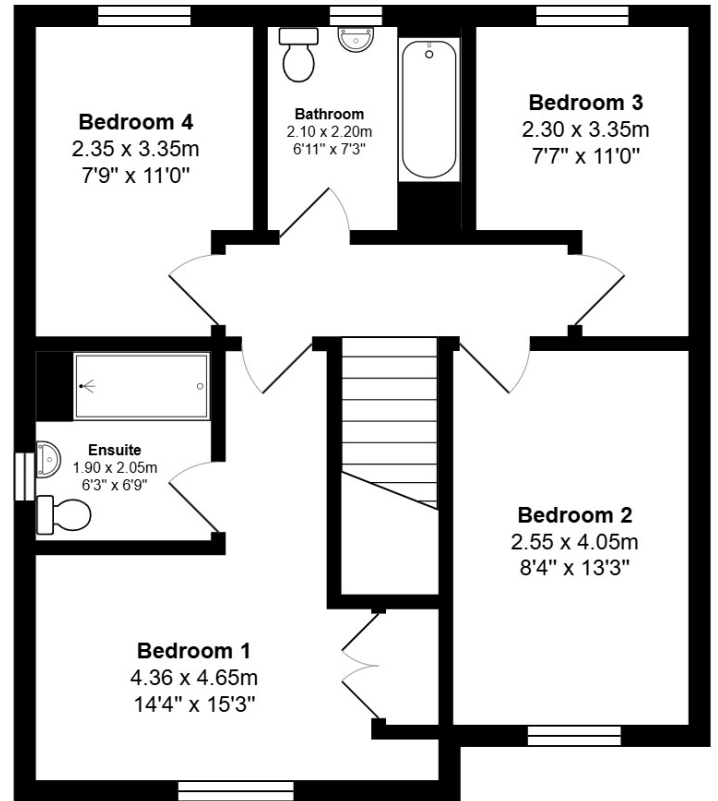 Bedroom 4
2.35 x 3.35m
7'9" x 11'0"
Bathroom
2.10 x 2.20m
6'11" x 7'3"
Bedroom 3
2.30 x 3.35m
7'7" x 11'0"
Ensuite
1.90 x 2.05m
6'3" x 6'9"
Bedroom 2
2.55 x 4.05m
8'4" x 13'3"
Bedroom 1
4.36 x 4.65m
14'4" x 15'3"